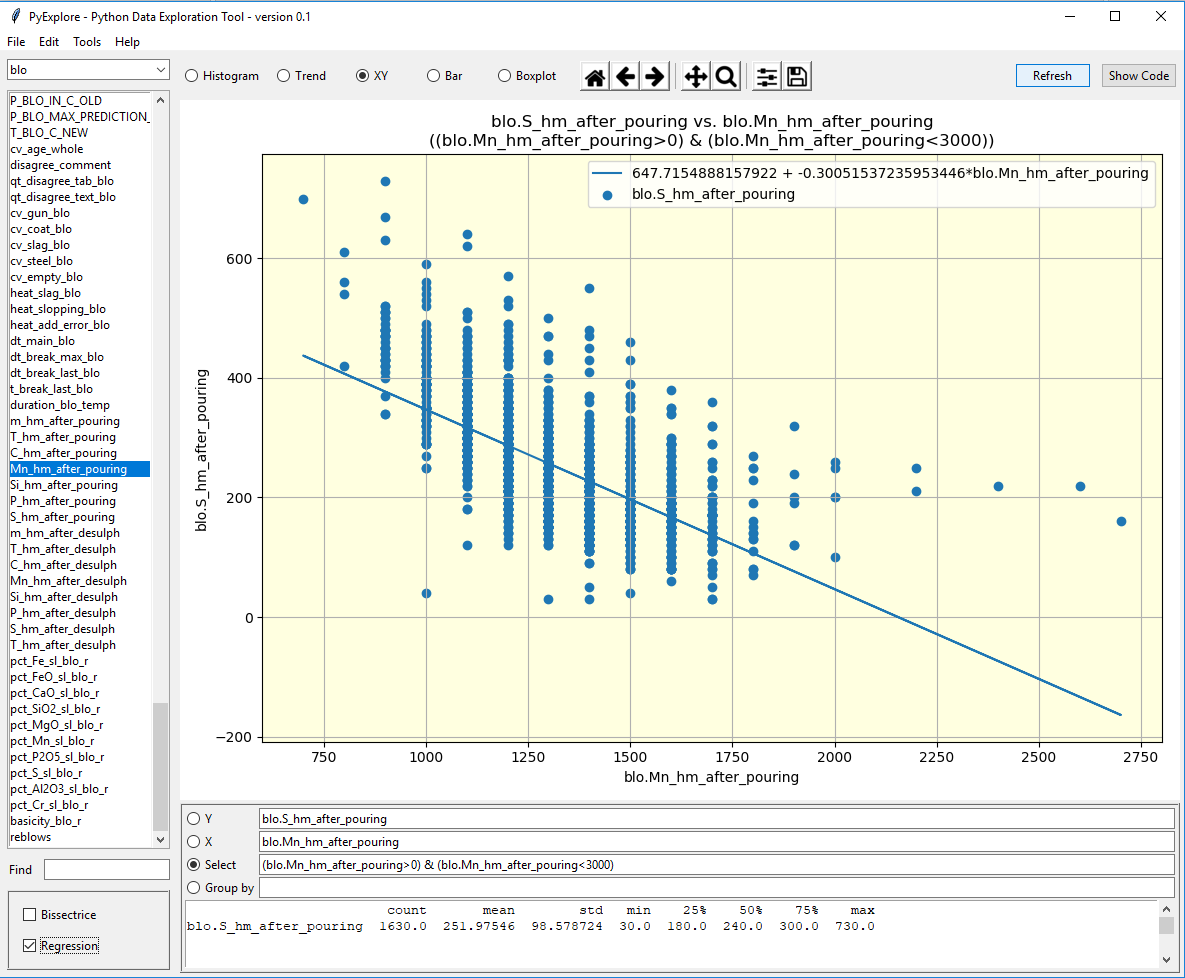 PyExplore - Python Data Exploration Tool - version 0.1
File Edit Tools Help
blo
Histogram Trend XY Bar Boxplot
Refresh Show Code
P_BLO_IN_C_OLD
P_BLO_MAX_PREDICTION_
T_BLO_C_NEW
cv_age_whole
disagree_comment
qt_disagree_tab_blo
qt_disagree_text_blo
cv_gun_blo
cv_coat_blo
cv_slag_blo
cv_steel_blo
cv_empty_blo
heat_slag_blo
heat_slopping_blo
heat_add_error_blo
dt_main_blo
dt_break_max_blo
dt_break_last_blo
t_break_last_blo
duration_blo_temp
m_hm_after_pouring
T_hm_after_pouring
C_hm_after_pouring
Mn_hm_after_pouring
Si_hm_after_pouring
P_hm_after_pouring
S_hm_after_pouring
m_hm_after_desulph
T_hm_after_desulph
C_hm_after_desulph
Mn_hm_after_desulph
Si_hm_after_desulph
P_hm_after_desulph
S_hm_after_desulph
T_hm_after_desulph
pct_Fe_sl_blo_r
pct_FeO_sl_blo_r
pct_CaO_sl_blo_r
pct_SiO2_sl_blo_r
pct_MgO_sl_blo_r
pct_Mn_sl_blo_r
pct_P2O5_sl_blo_r
pct_S_sl_blo_r
pct_Al2O3_sl_blo_r
pct_Cr_sl_blo_r
basicity_blo_r
reblows
Find
Bissectrice
Regression
blo.S_hm_after_pouring vs. blo.Mn_hm_after_pouring
((blo.Mn_hm_after_pouring>0) & (blo.Mn_hm_after_pouring<3000))
647.7154888157922 + -0.30051537235953446*blo.Mn_hm_after_pouring
blo.S_hm_after_pouring
blo.S_hm_after_pouring
600
400
200
0
−200
750 1000 1250 1500 1750 2000 2250 2500 2750
blo.Mn_hm_after_pouring
Y blo.S_hm_after_pouring
X blo.Mn_hm_after_pouring
Select (blo.Mn_hm_after_pouring>0) & (blo.Mn_hm_after_pouring<3000)
Group by
count mean std min 25% 50% 75% max
blo.S_hm_after_pouring 1630.0 251.97546 98.578724 30.0 180.0 240.0 300.0 730.0